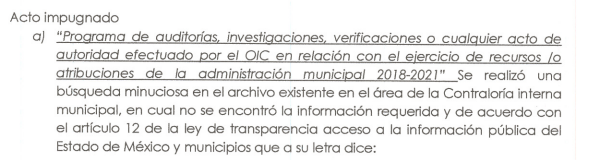 Acto impugnado
a) "Programa de auditorías, investigaciones, verificaciones o cualquier acto de
autoridad efectuado por el OIC en relación con el ejercicio de recursos /o
atribuciones de la administración municipal 2018-2021" Se realizó una
búsqueda minuciosa en el archivo existente en el área de la Contraloría interna
municipal, en cual no se encontró la información requerida y de acuerdo con
el artículo 12 de la ley de transparencia acceso a la información pública del
Estado de México y municipios que a su letra dice: